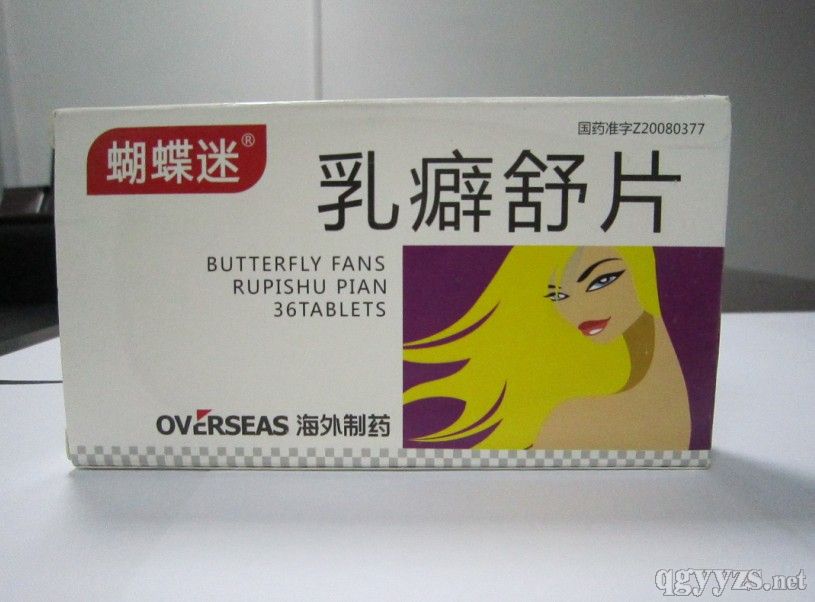 国药准字Z20080377
蝴蝶迷®
乳癖舒片
BUTTERFLY FANS
RUPISHU PIAN
36TABLETS
OVERSEAS 海外制药
qgyyzs.net